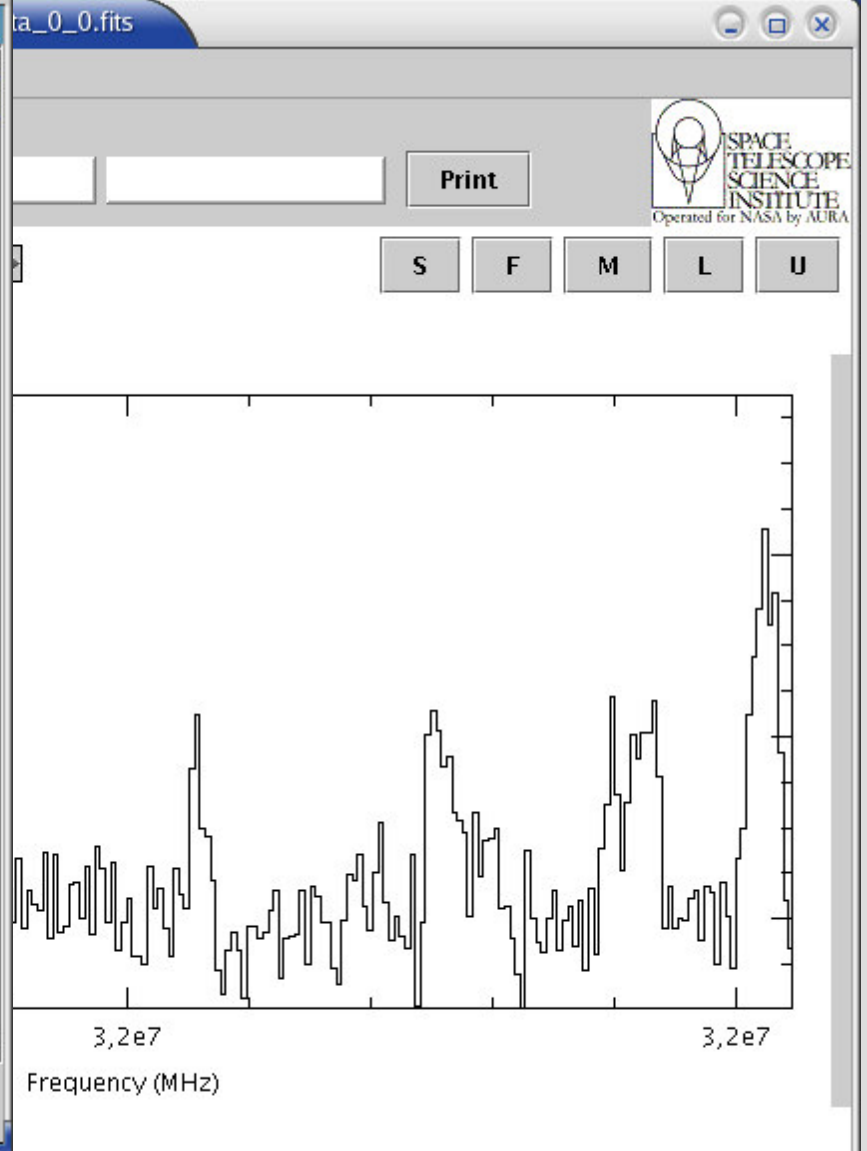 ta_0_0.fits
Print
SPACE
TELESCOPE
SCIENCE
INSTITUTE
Operated for NASA by AURA
S F M L U
3,2e7 3,2e7
Frequency (MHz)